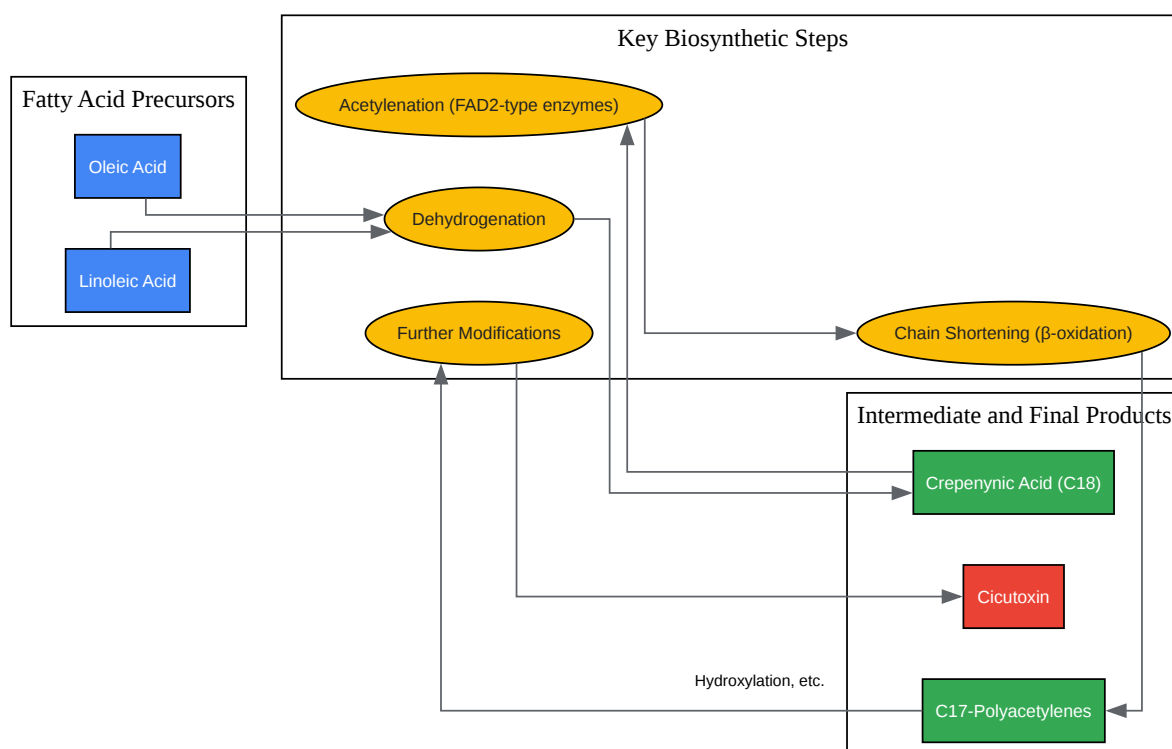 Key Biosynthetic Steps
Fatty Acid Precursors
Acetylenation (FAD2-type enzymes)
Oleic Acid
Dehydrogenation
Linoleic Acid
Further Modifications
Chain Shortening (β-oxidation)
Intermediate and Final Products
Crepenynic Acid (C18)
Cicutoxin
Hydroxylation, etc.
C17-Polyacetylenes